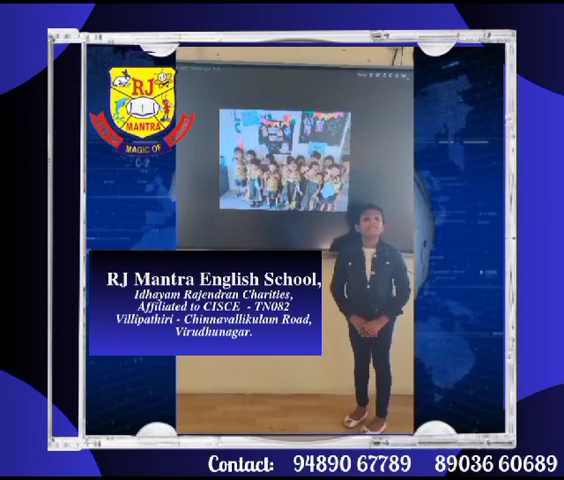 RJ
MANTRA
MAGIC OF
C-2
RJ Mantra English School,
Idhayam Rajendran Charities,
Affiliated to CISCE - TN082
Villipathiri - Chinnavallikulam Road,
Virudhunagar.
Contact: 94890 67789 89036 60689